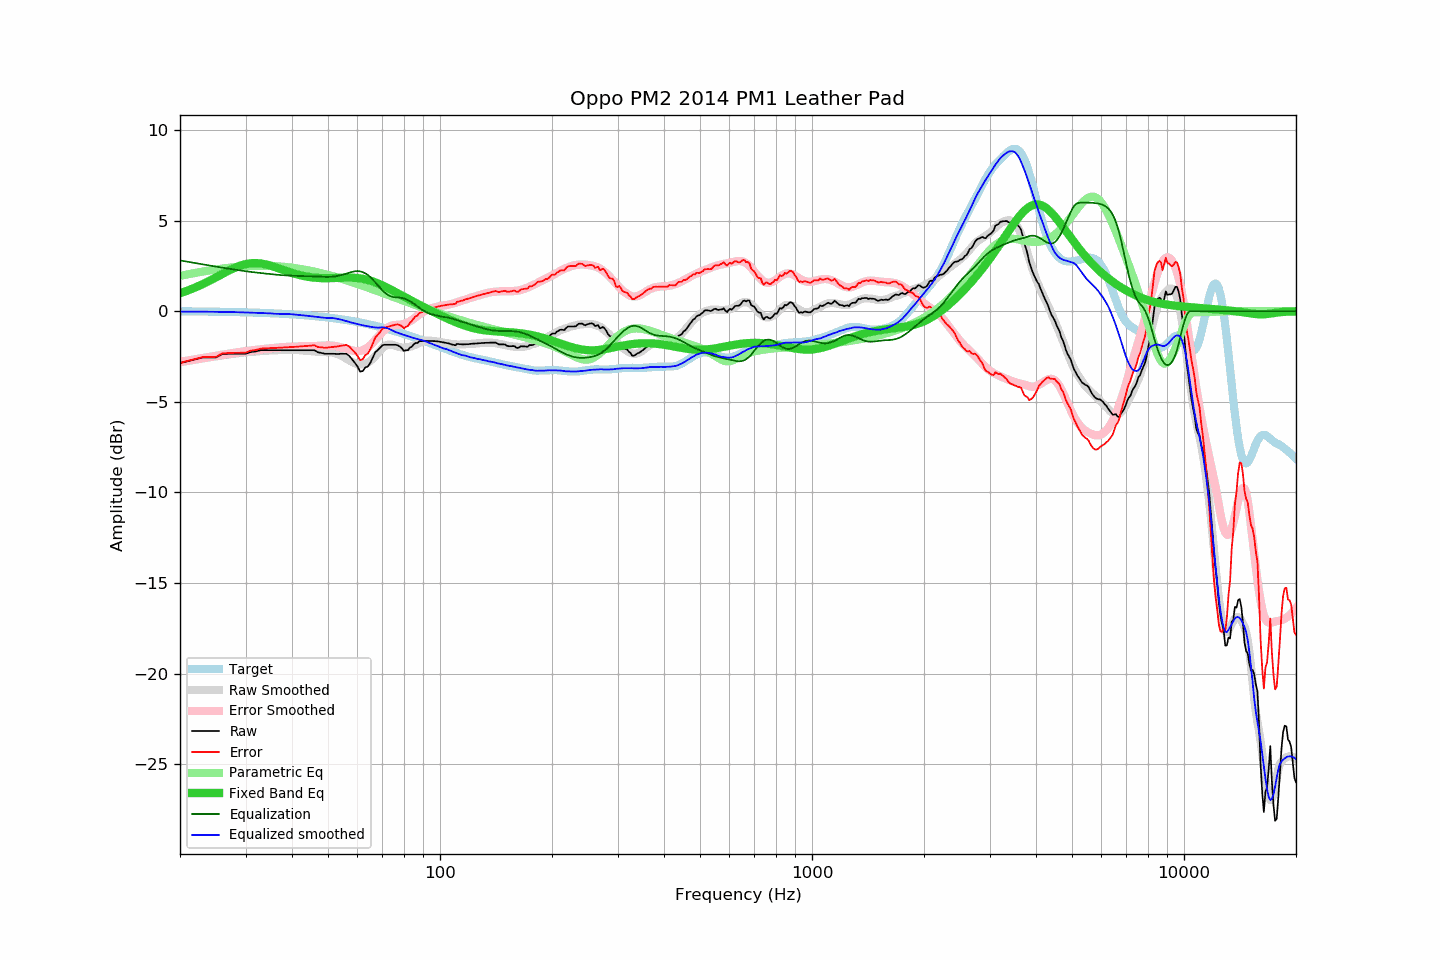 Oppo PM2 2014 PM1 Leather Pad
10
5
0
−5
−10
−15
−20
−25
Amplitude (dBr)
Target
Raw Smoothed
Error Smoothed
Raw
Error
Parametric Eq
Fixed Band Eq
Equalization
Equalized smoothed
100
1000
10000
Frequency (Hz)